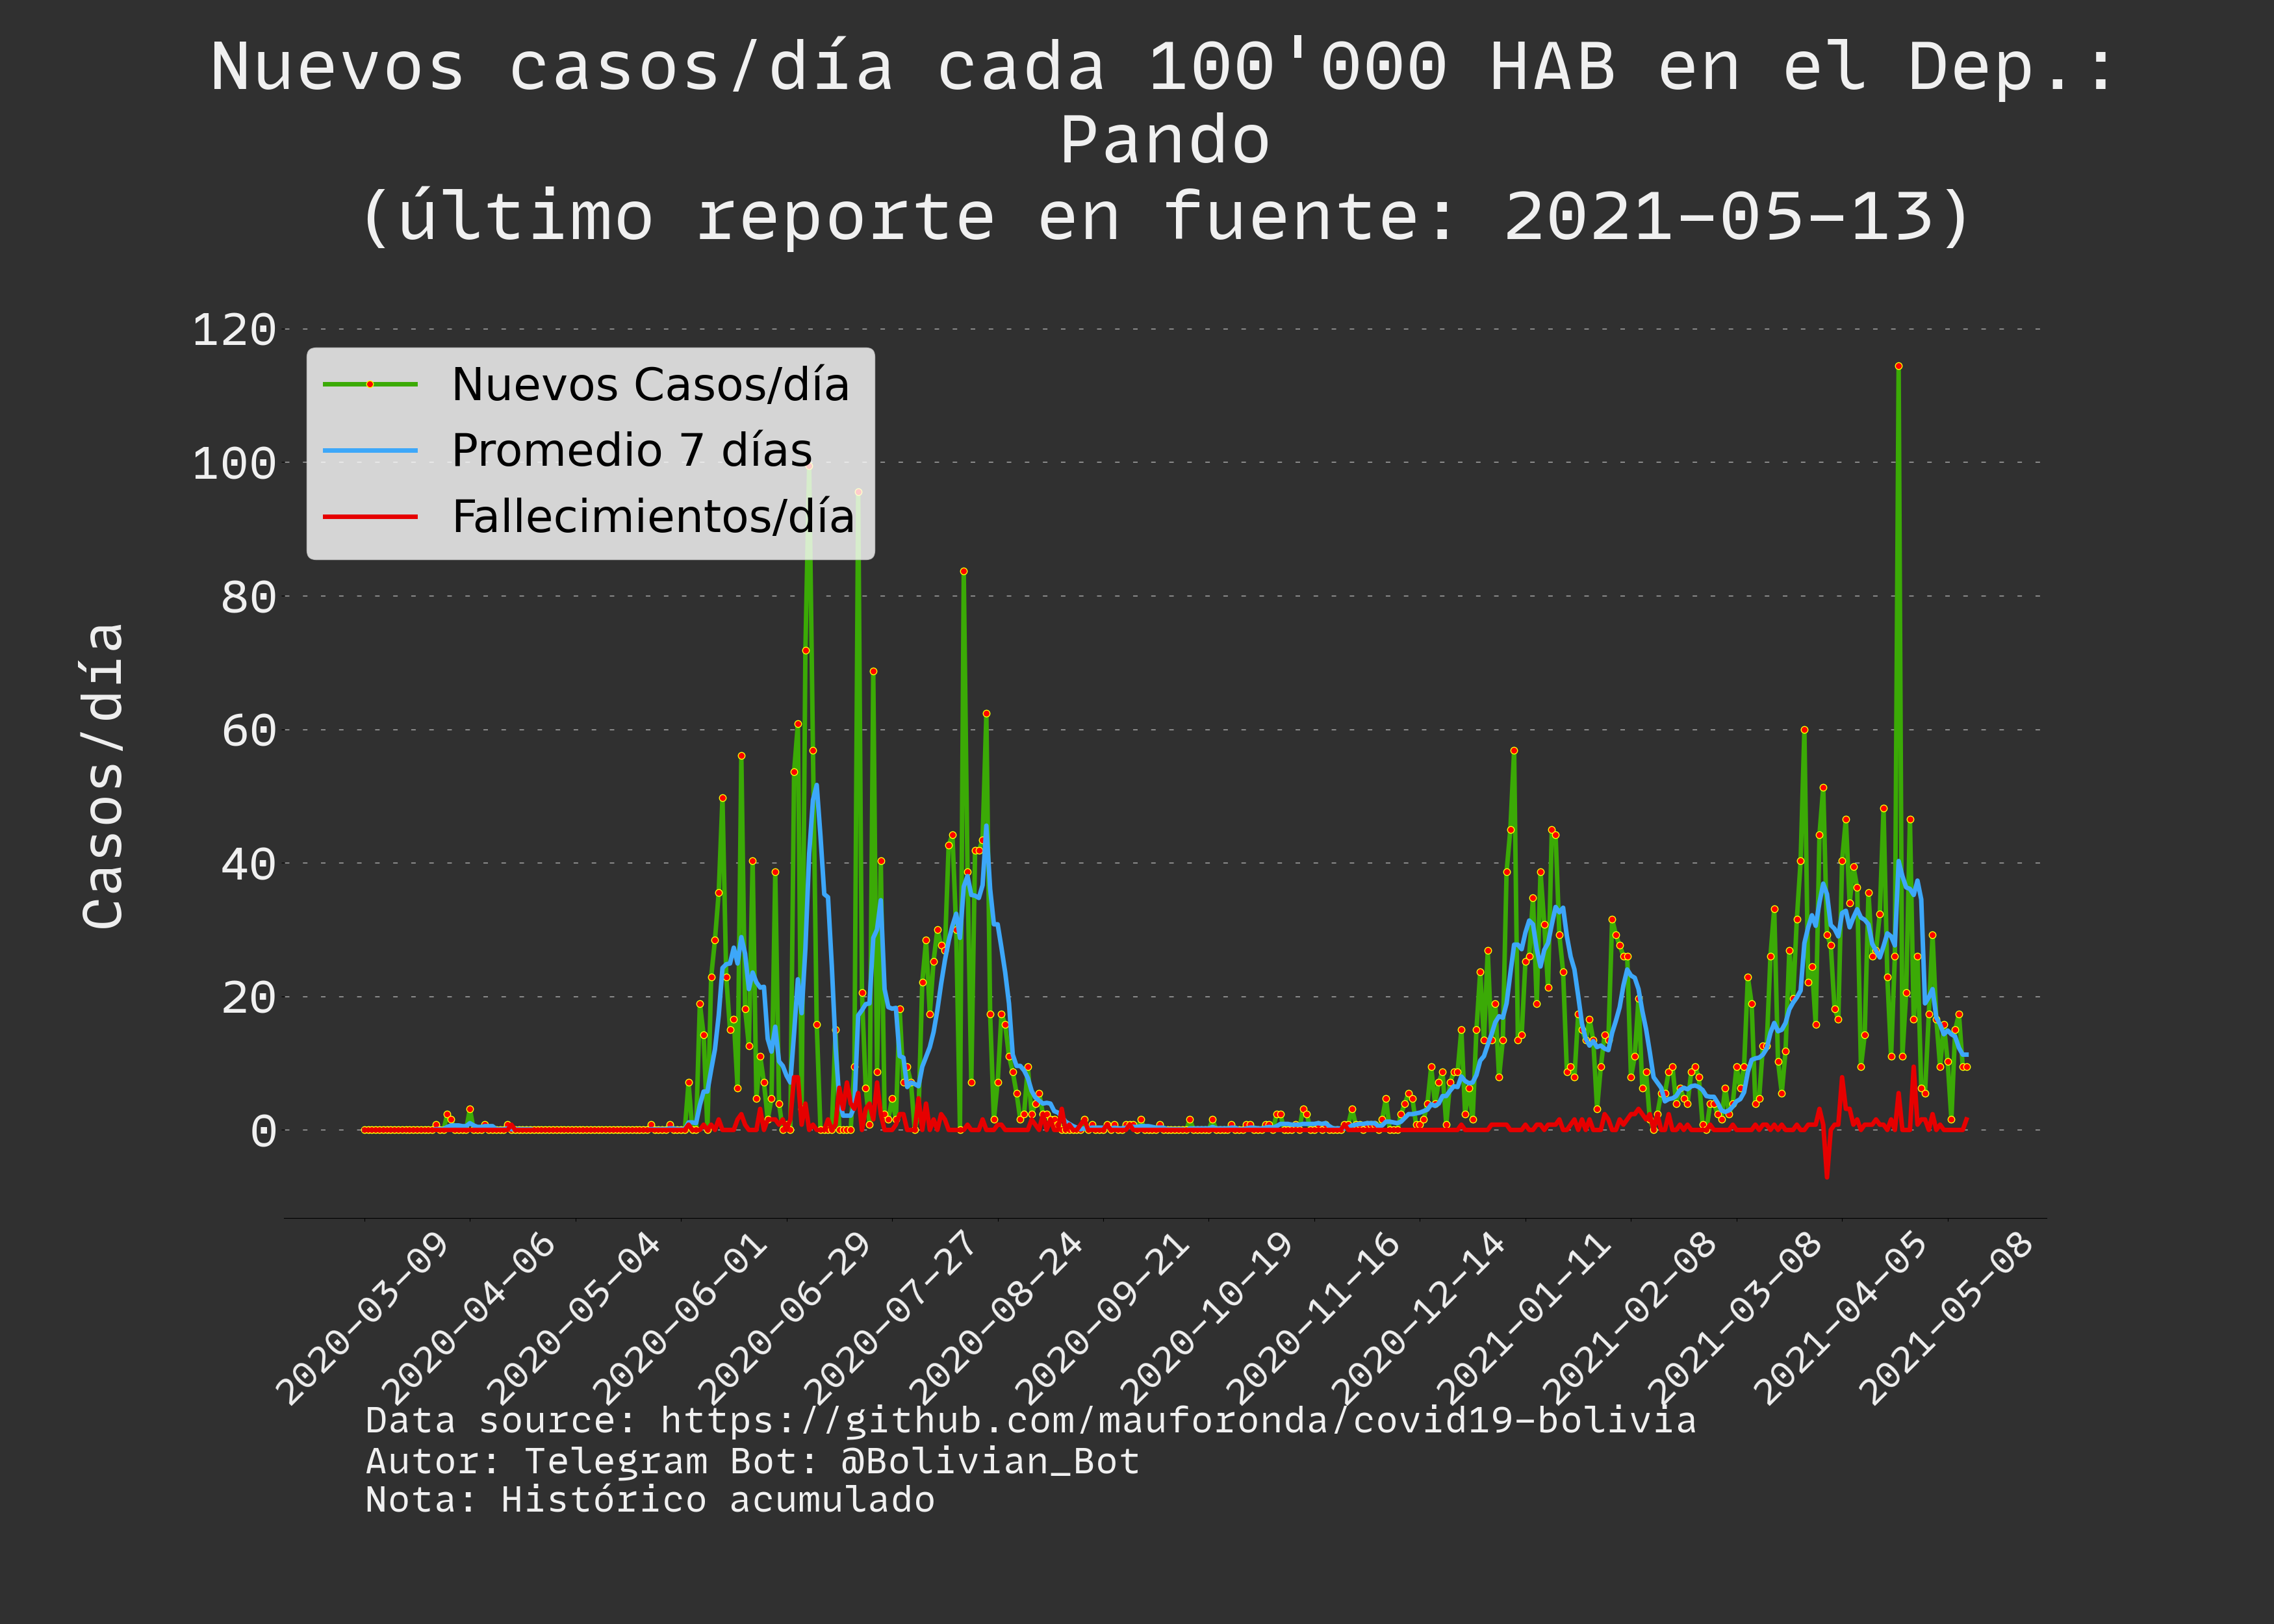 Nuevos casos/día cada 100'000 HAB en el Dep.:
Pando
(último reporte en fuente: 2021-05-13)
120
100
80
60
40
20
0
Casos/día
Nuevos Casos/día
Promedio 7 días
Fallecimientos/día
2020-03-09
2020-04-06
2020-05-04
2020-06-01
2020-06-29
2020-07-27
2020-08-24
2020-09-21
2020-10-19
2020-11-16
2020-12-14
2021-01-11
2021-02-08
2021-03-08
2021-04-05
2021-05-08
Data source: https://github.com/mauforonda/covid19-bolivia
Autor: Telegram Bot: @Bolivian_Bot
Nota: Histórico acumulado